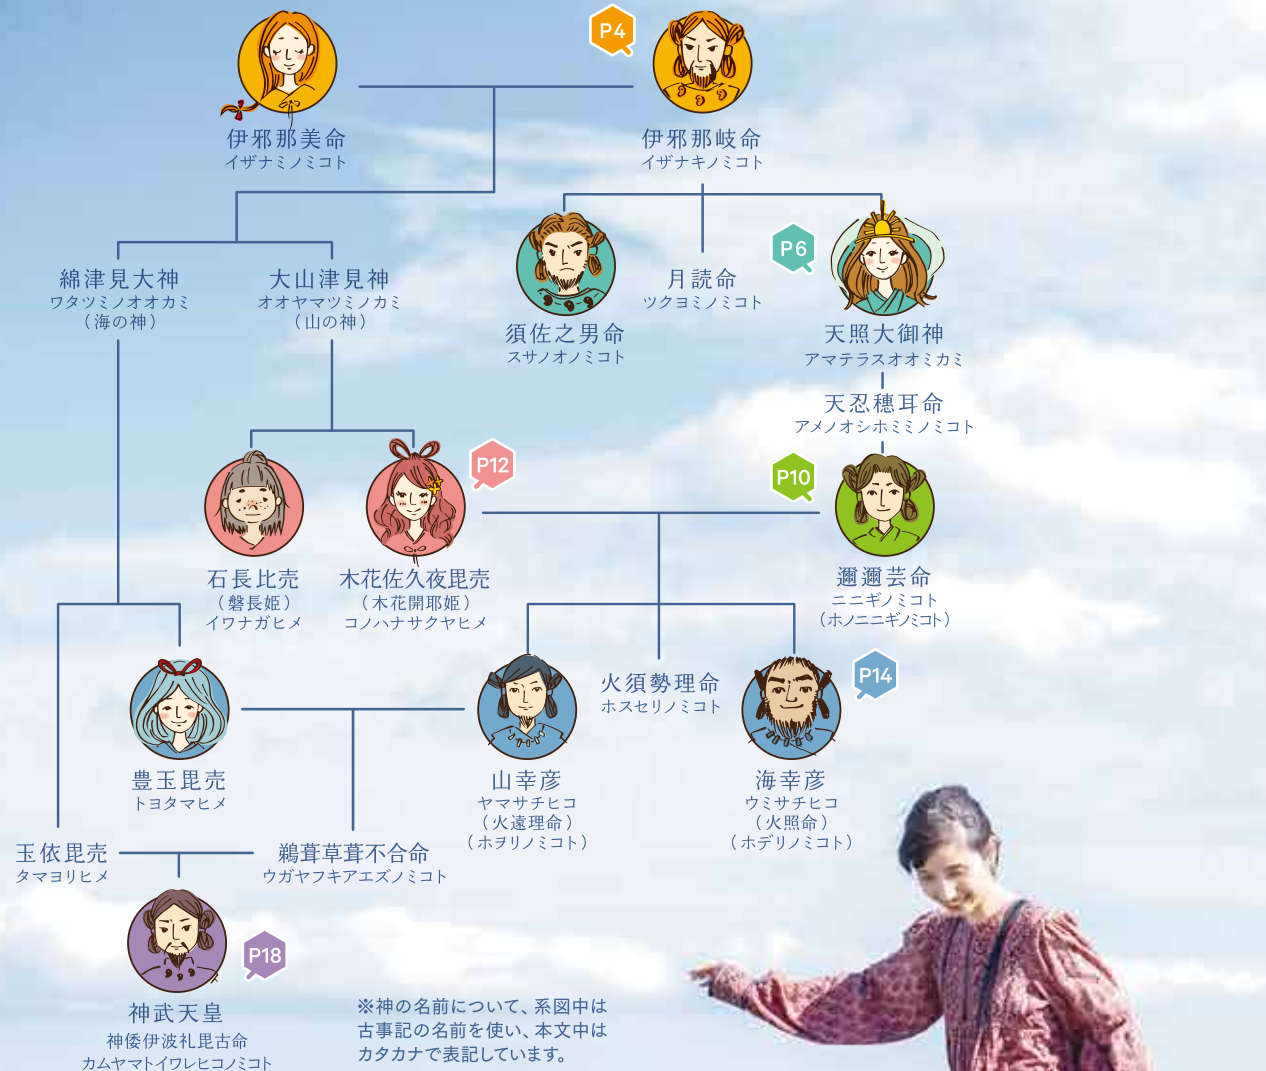 P4
伊邪那美命
イザナミノミコト
伊邪那岐命
イザナキノミコト
P6
綿津見大神
ワタツミノオオカミ
（海の神）
大山津見神
オオヤマツミノカミ
（山の神）
須佐之男命
スサノオノミコト
月読命
ツクヨミノミコト
天照大御神
アマテラスオオミカミ
天忍穂耳命
アメノオシホミミノミコト
P12
P10
石長比売
（磐長姫）
イワナガヒメ
木花佐久夜毘売
（木花開耶姫）
コノハナサクヤヒメ
邇邇芸命
ニニギノミコト
（ホノニニギノミコト）
火須勢理命
ホスセリノミコト
P14
豊玉毘売
トヨタマヒメ
山幸彦
ヤマサチヒコ
（火遠理命）
（ホヲリノミコト）
海幸彦
ウミサチヒコ
（火照命）
（ホデリノミコト）
玉依毘売
タマヨリヒメ
鵜葺草葺不合命
ウガヤフキアエズノミコト
P18
神武天皇
神倭伊波礼毘古命
カムヤマトイワレヒコノミコト
※神の名前について、系図中は
古事記の名前を使い、本文中は
カタカナで表記しています。